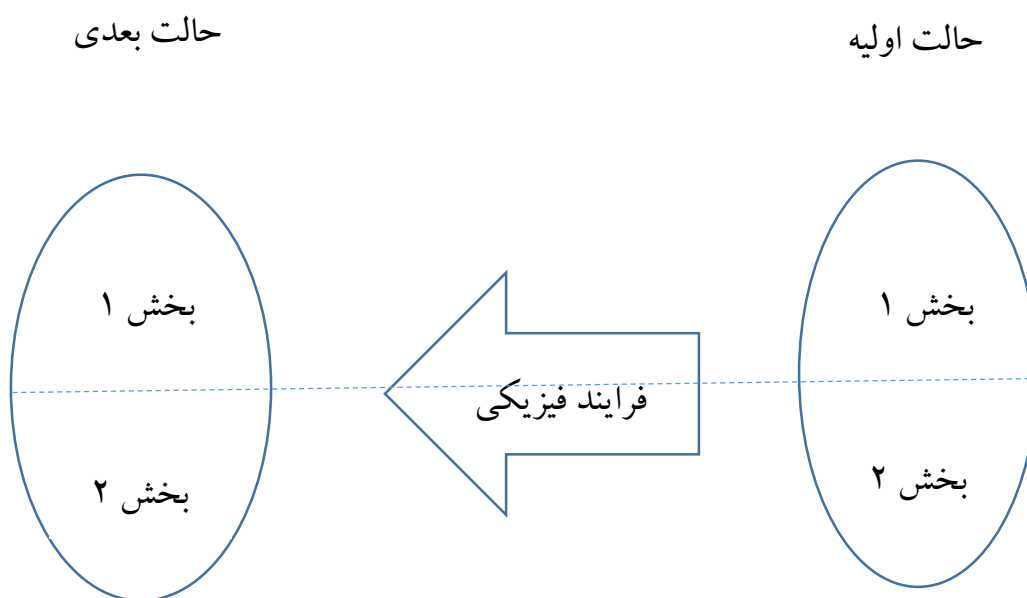 حالت اولیه
حالت بعدی
بخش ۱
فرایند فیزیکی
بخش ۱
بخش ۲
بخش ۲